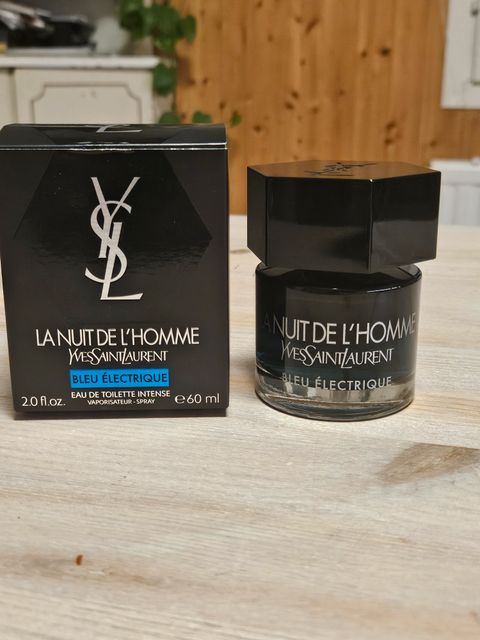 YSL
LA NUIT DE L'HOMME
YVESSAINTLAURENT
BLEU ÉLECTRIQUE
EAU DE TOILETTE INTENSE
VAPORISATEUR - SPRAY
2.0 fl.oz.
℮60 ml
A NUIT DE L'HOMME
YVESSAINTLAURENT
BLEU ÉLECTRIQUE